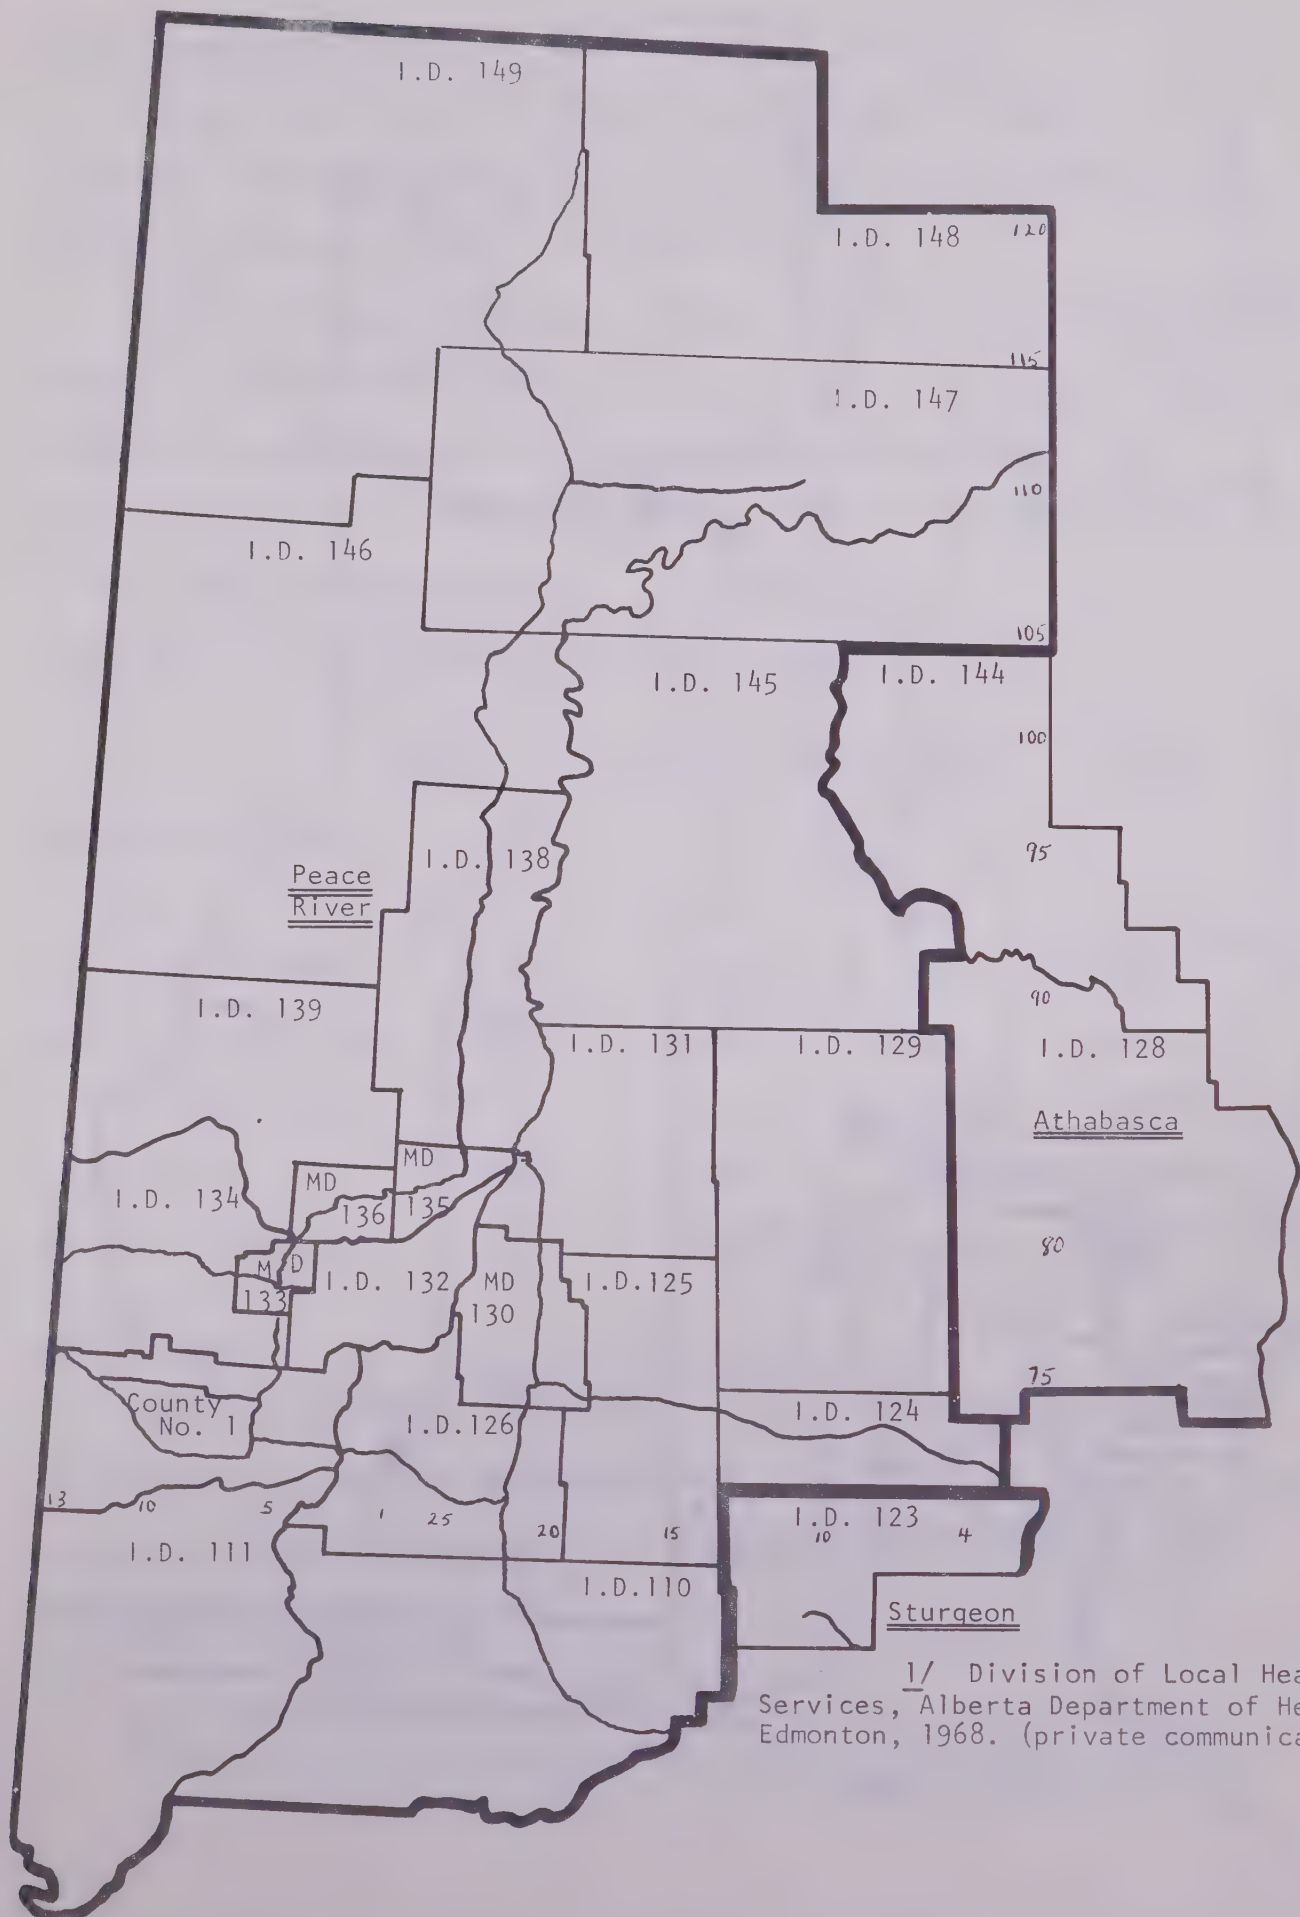 I.D. 149
I.D. 148
120
115
I.D. 147
110
I.D. 146
105
I.D. 145
I.D. 144
100
95
I.D. 138
Peace
River
I.D. 139
90
I.D. 131
I.D. 129
I.D. 128
Athabasca
MD
135
MD
136
I.D. 134
80
MD
133
I.D. 132
MD
130
I.D.125
75
County
No. 1
I.D.126
I.D. 124
13
10
5
1
25
20
15
I.D. 123
10
4
I.D. 111
I.D.110
Sturgeon
1/ Division of Local Hea
Services, Alberta Department of He
Edmonton, 1968. (private communica